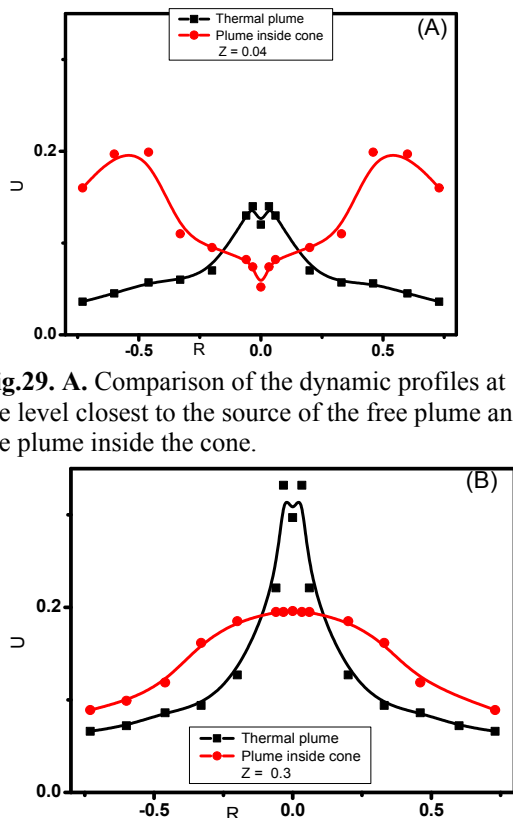 Thermal plume
Plume inside cone
Z = 0.04
(A)
0.2
U
0.0
-0.5
R
0.0
0.5
ig.29. A. Comparison of the dynamic profiles at
e level closest to the source of the free plume an
e plume inside the cone.
(B)
0.2
U
Thermal plume
Plume inside cone
Z = 0.3
0.0
-0.5
R
0.0
0.5